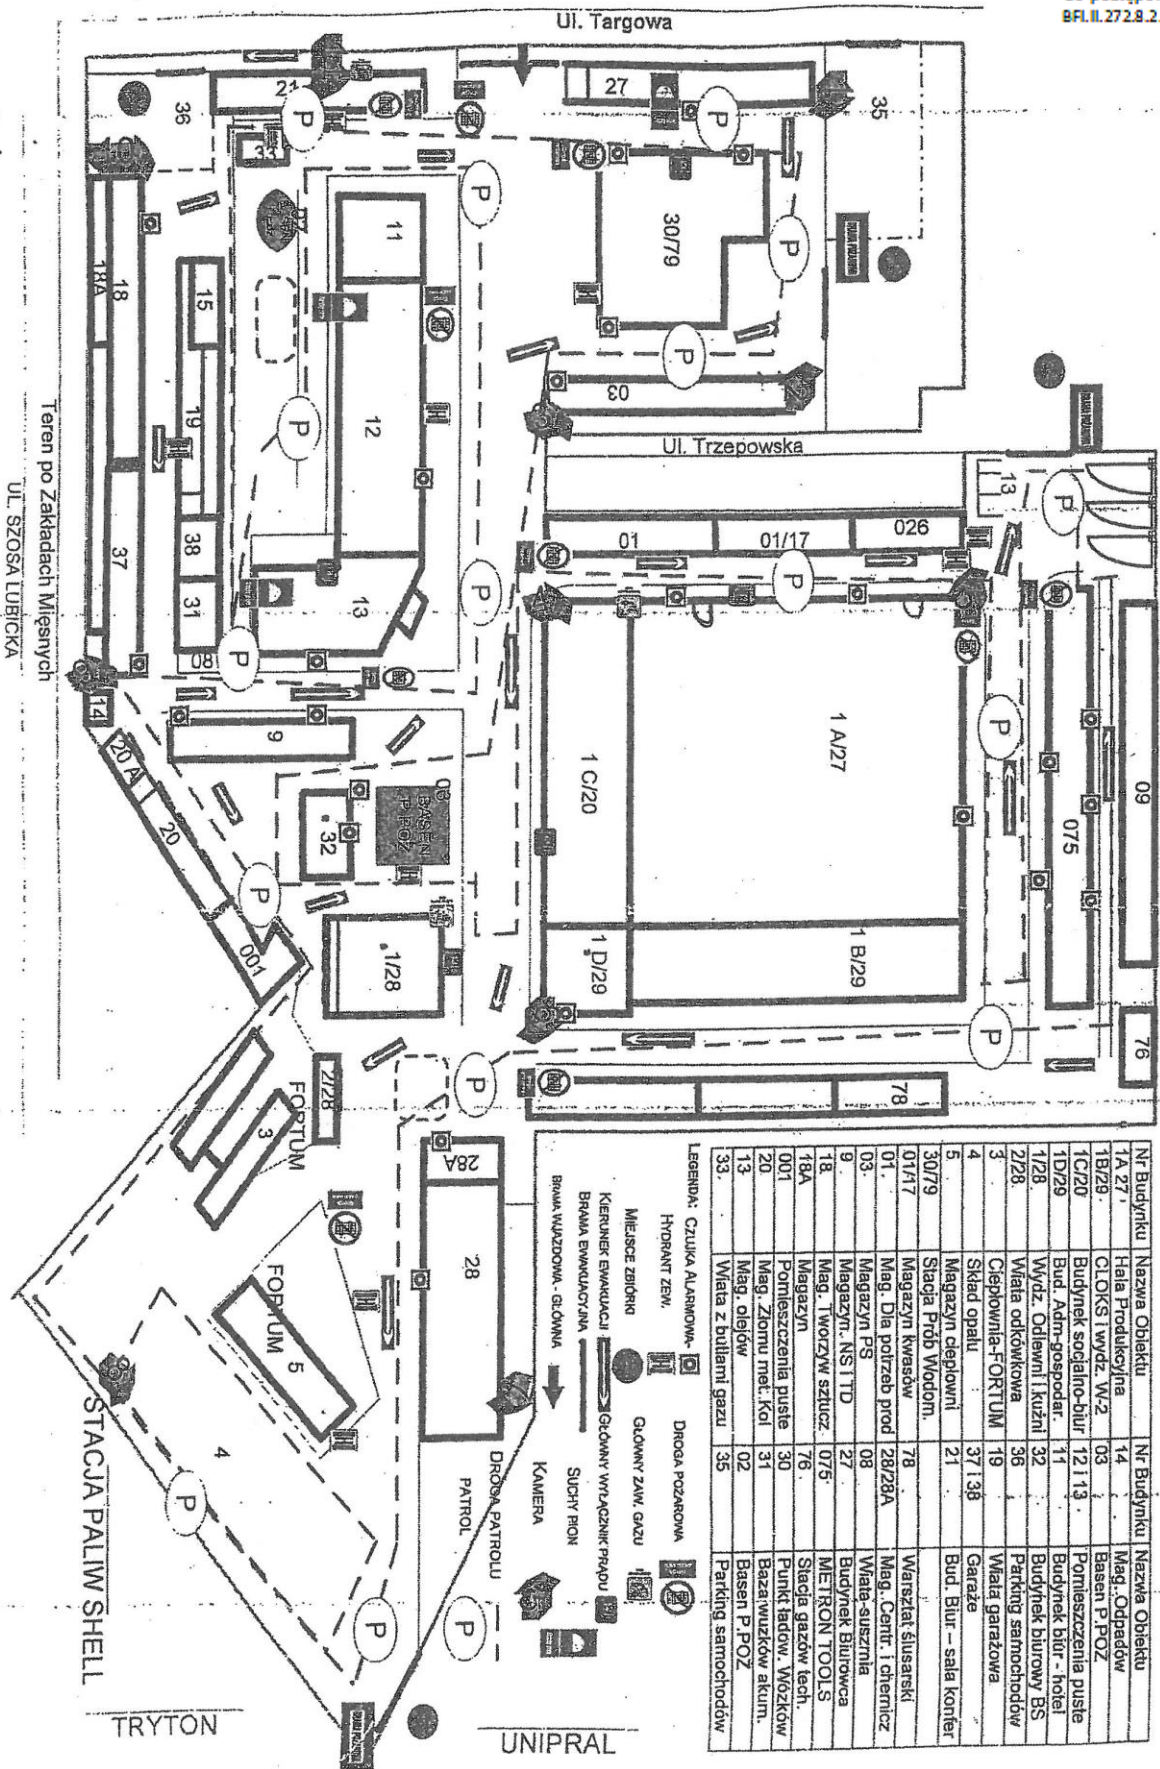 BFI.II.272.8.2.
Ul. Targowa
36
21
27
35
33
P
P
P
P
P
30/79
11
18
18A
15
03
P
P
Ul. Trzepowska
19
12
13
P
P
37
38
31
13
08
P
01
01/17
026
P
P
Teren po Zakładach Mięsnych
UL. SZOSA LUBICKA
14
9
20 A
20
32
BASEN
P POŻ
1 C/20
1 A/27
P
075
09
P
001
1/28
1 D/29
1 B/29
P
76
P
2/28
78
FORTUM
3
28A
28
FORTUM
5
4
STACJA PALIW SHELL
P
P
TRYTON
UNIPRAL
Nr Budynku Nazwa Obiektu Nr Budynku Nazwa Obiektu
1A 27 Hala Produkcyjna 14 Mag. Odpadów
1B/29 CLOKS i wydz. W-2 03 Basen P.POŻ
1C/20 Budynek socjalno-biur 12 i 13 Pomieszczenia puste
1D/29 Bud. Adm-gospodar. 11 Budynek biur - hotel
1/28 Wydz. Odlewni i kuźni 32 Budynek biurowy BS
2/28 Wiata odkówkowa 36 Parking samochodów
3 Ciepłownia-FORTUM 19 Wiata garażowa
4 Skład opału 37 i 38 Garaże
5 Magazyn ciepłowni 21 Bud. Biur – sala konfer
30/79 Stacja Prób Wodom.
01/17 Magazyn kwasów 78 Warsztat ślusarski
01 Mag. Dla potrzeb prod 28/28A Mag. Centr. i chemicz
03 Magazyn PS 08 Wiata-suszrnia
9 Magazyn. NS i TD 27 Budynek Biurowca
18 Mag. Tworzyw sztucz 075 METRON TOOLS
18A Magazyn 76 Stacja gazów tech.
001 Pomieszczenia puste 30 Punkt ładow. Wózków
20 Mag. Złomu met. Kol 31 Baza wuzków akum.
13 Mag. olejów 02 Basen P.POŻ
33 Wiata z butlami gazu 35 Parking samochodów
LEGENDA: CZUJKA ALARMOWA-
HYDRANT ZEWN. DROGA POŻAROWA
MIEJSCE ZBIÓRKI GŁÓWNY ZAW. GAZU
KIERUNEK EWAKUACJI GŁÓWNY WYŁĄCZNIK PRĄDU
BRAMA EWAKUACYJNA SUCHY PION
BRAMA WJAZDOWA - GŁÓWNA KAMERA
DROGA PATROLU
PATROL P